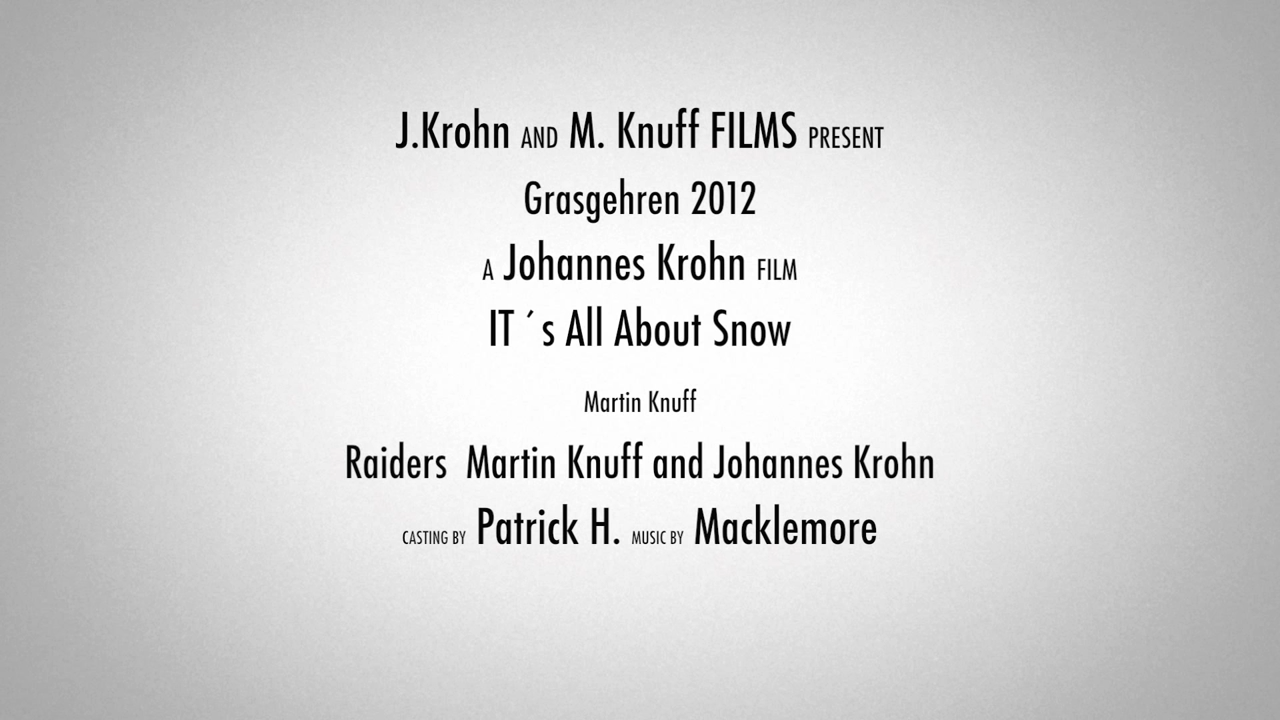 J.Krohn AND M. Knuff FILMS PRESENT
Grasgehren 2012
A Johannes Krohn FILM
IT ´s All About Snow
Martin Knuff
Raiders  Martin Knuff and Johannes Krohn
CASTING BY Patrick H. MUSIC BY Macklemore